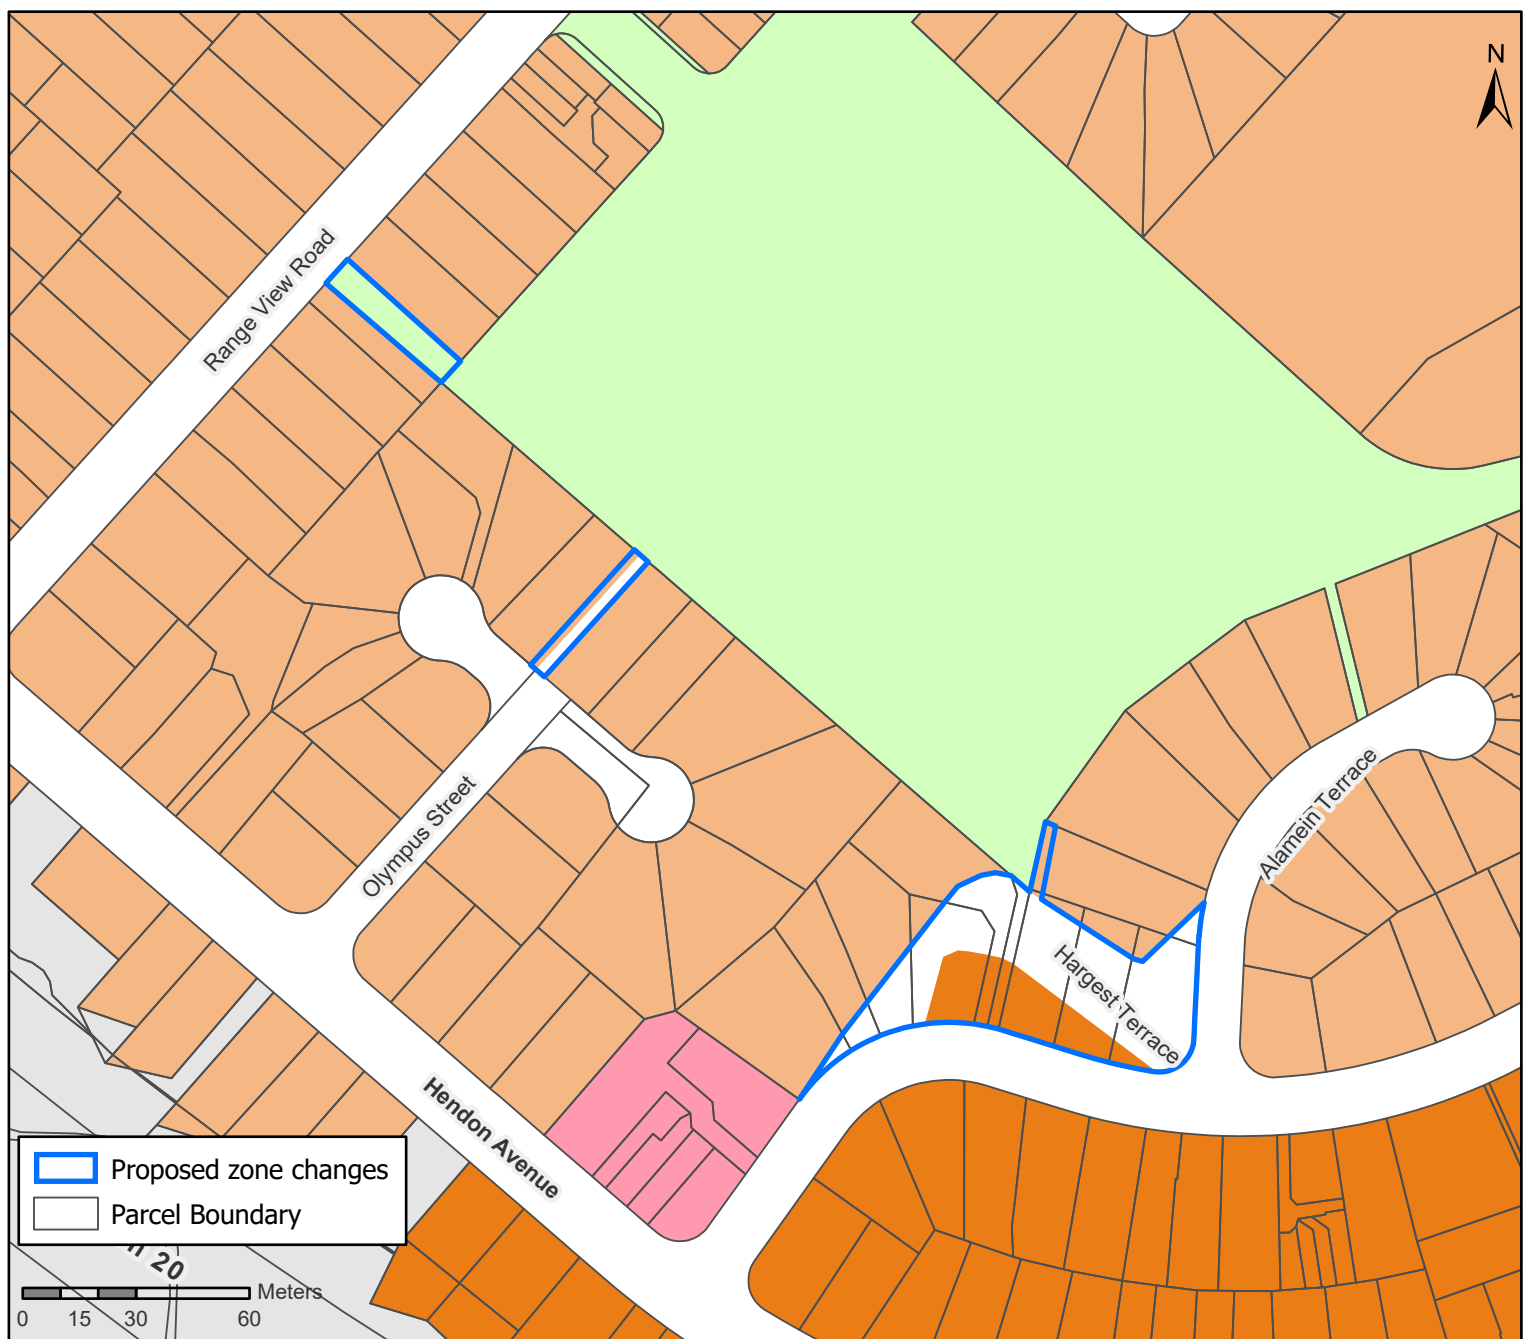 N
Range View Road
Olympus Street
Alamein Terrace
Hargest Terrace
Hendon Avenue
Proposed zone changes
Parcel Boundary
20
Meters
0 15 30 60